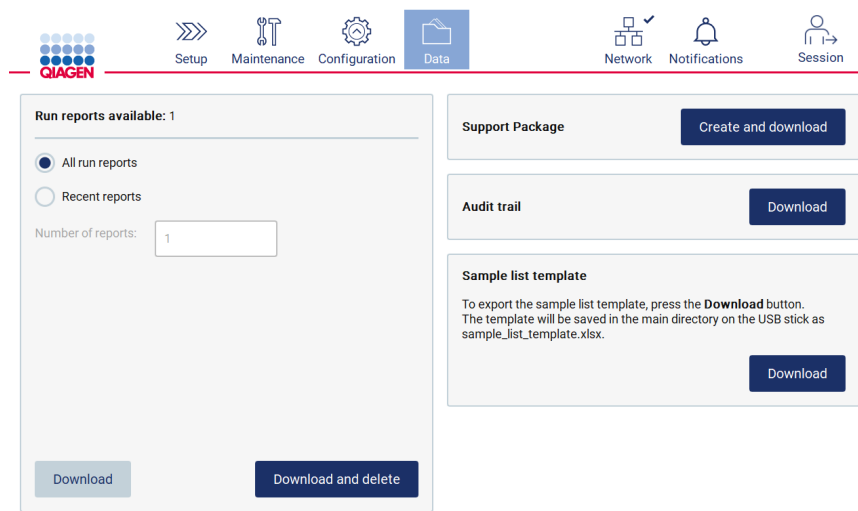 QIAGEN
Setup
Maintenance
Configuration
Data
Network
Notifications
Session
Run reports available: 1
All run reports
Recent reports
Number of reports:
1
Download
Download and delete
Support Package
Create and download
Audit trail
Download
Sample list template
To export the sample list template, press the Download button.
The template will be saved in the main directory on the USB stick as
sample_list_template.xlsx.
Download